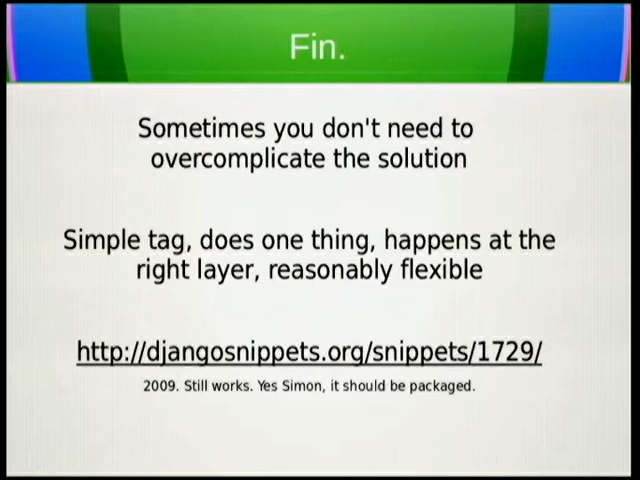 Fin.
Sometimes you don't need to
overcomplicate the solution
Simple tag, does one thing, happens at the
right layer, reasonably flexible
http://djangosnippets.org/snippets/1729/
2009. Still works. Yes Simon, it should be packaged.